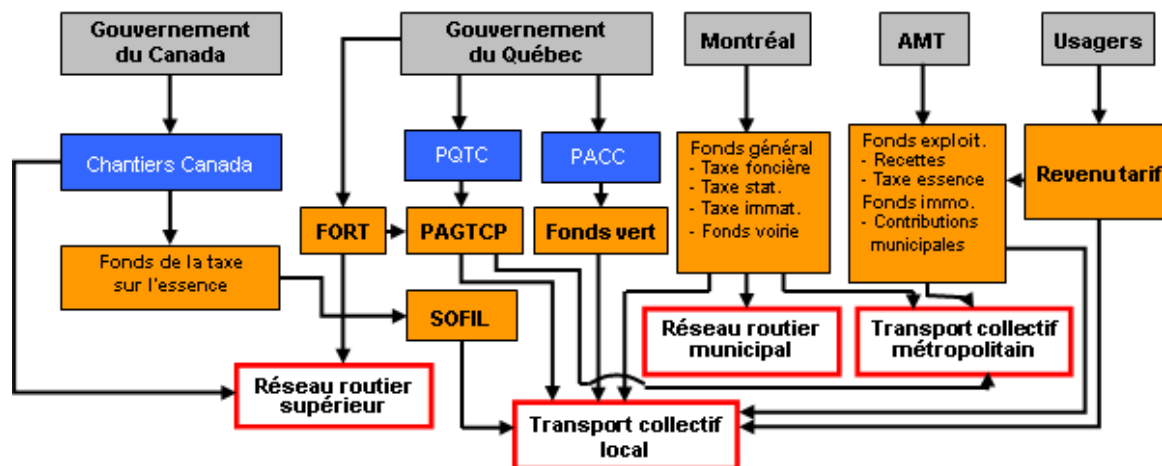 Gouvernement
du Canada
Gouvernement
du Québec
Montréal
AMT
Usagers
Chantiers Canada
PQTC
PACC
Fonds général
- Taxe foncière
- Taxe stat.
- Taxe immat.
- Fonds voirie
Fonds exploit.
- Recettes
- Taxe essence
Fonds immo.
- Contributions
municipales
Revenu tarif
FORT
PAGTCP
Fonds vert
Fonds de la taxe
sur l'essence
SOFIL
Réseau routier
municipal
Transport collectif
métropolitain
Réseau routier
supérieur
Transport collectif
local